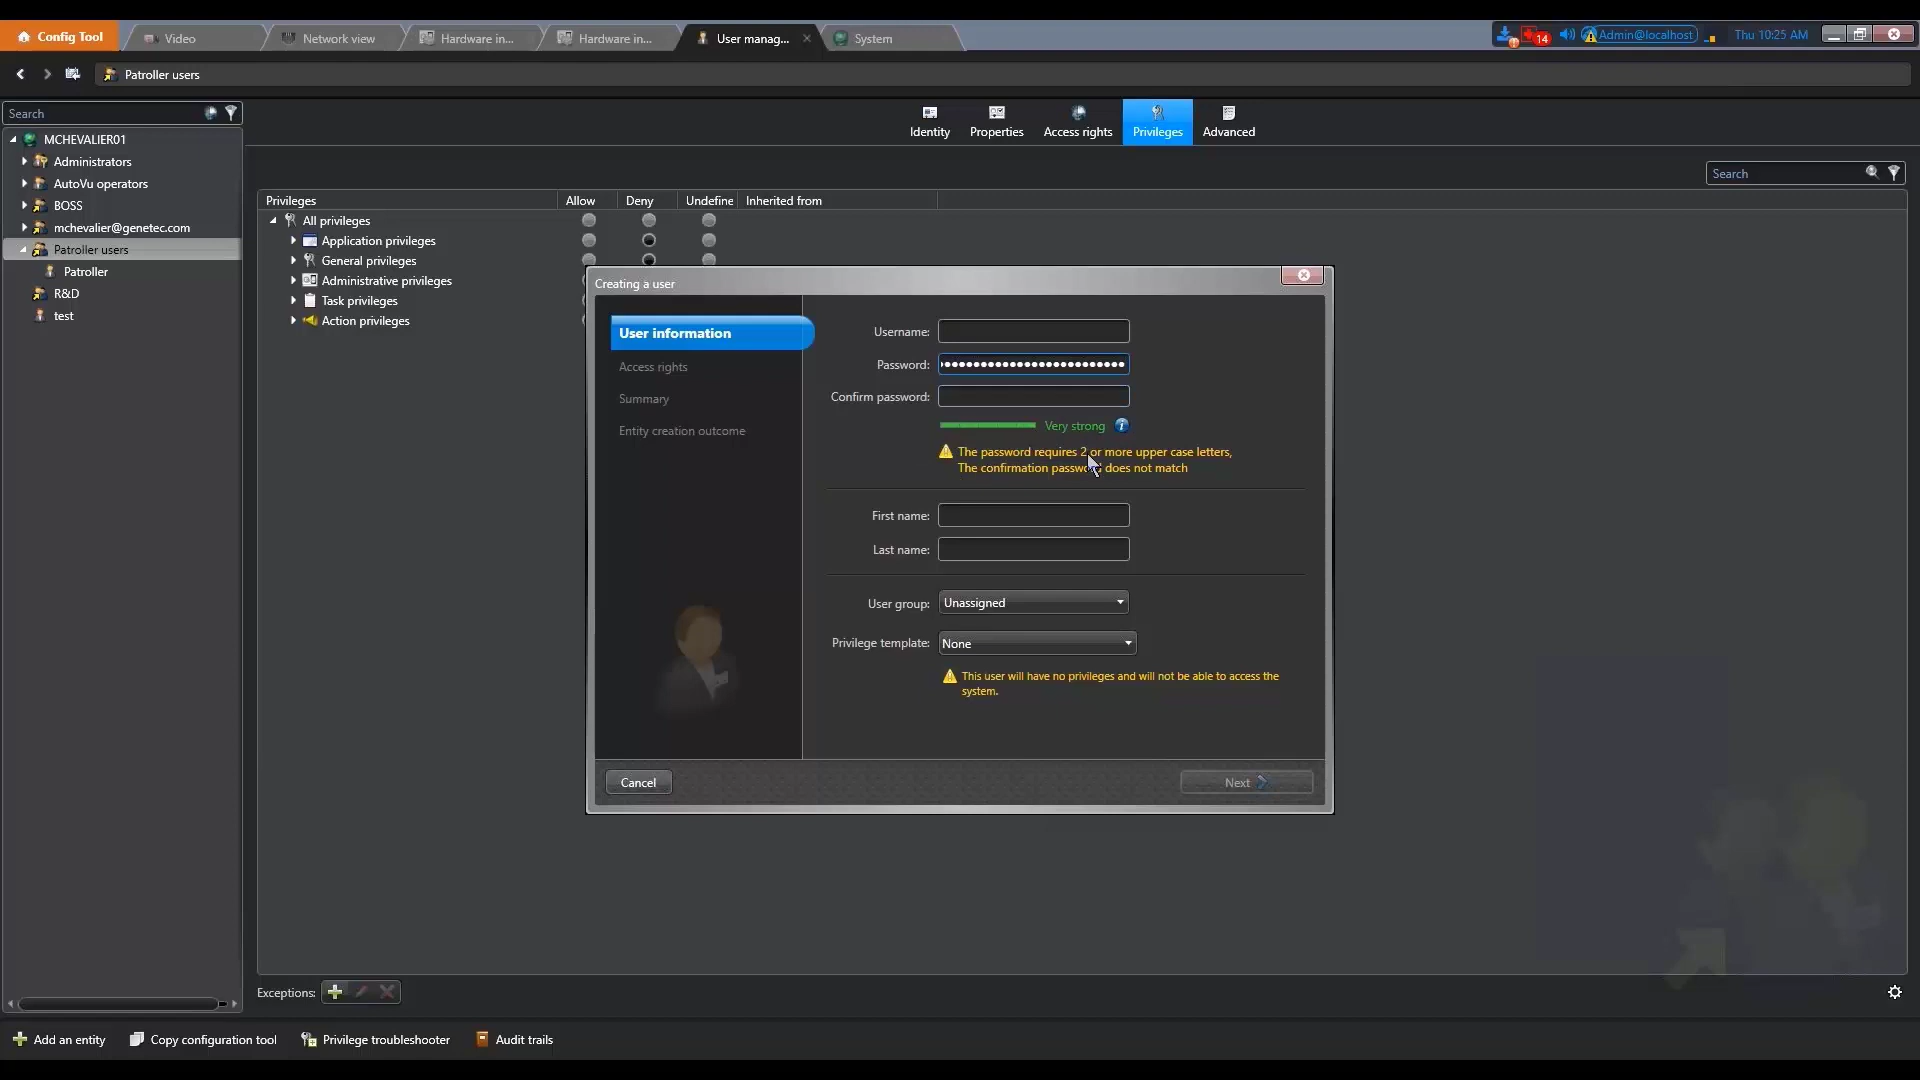 Config Tool
Video
Network view
Hardware in...
Hardware in...
User manag...
System
14
Admin@localhost
Thu 10:25 AM
Patroller users
Search
MCHEVALIER01
Administrators
AutoVu operators
BOSS
mchevalier@genetec.com
Patroller users
Patroller
R&D
test
Identity
Properties
Access rights
Privileges
Advanced
Search
Privileges
Allow
Deny
Undefine
Inherited from
All privileges
Application privileges
General privileges
Administrative privileges
Task privileges
Action privileges
Creating a user
User information
Access rights
Summary
Entity creation outcome
Username:
Password:
Confirm password:
Very strong
The password requires 2 or more upper case letters,
The confirmation password does not match
First name:
Last name:
User group:
Unassigned
Privilege template:
None
This user will have no privileges and will not be able to access the
system.
Cancel
Next
Exceptions:
Add an entity
Copy configuration tool
Privilege troubleshooter
Audit trails